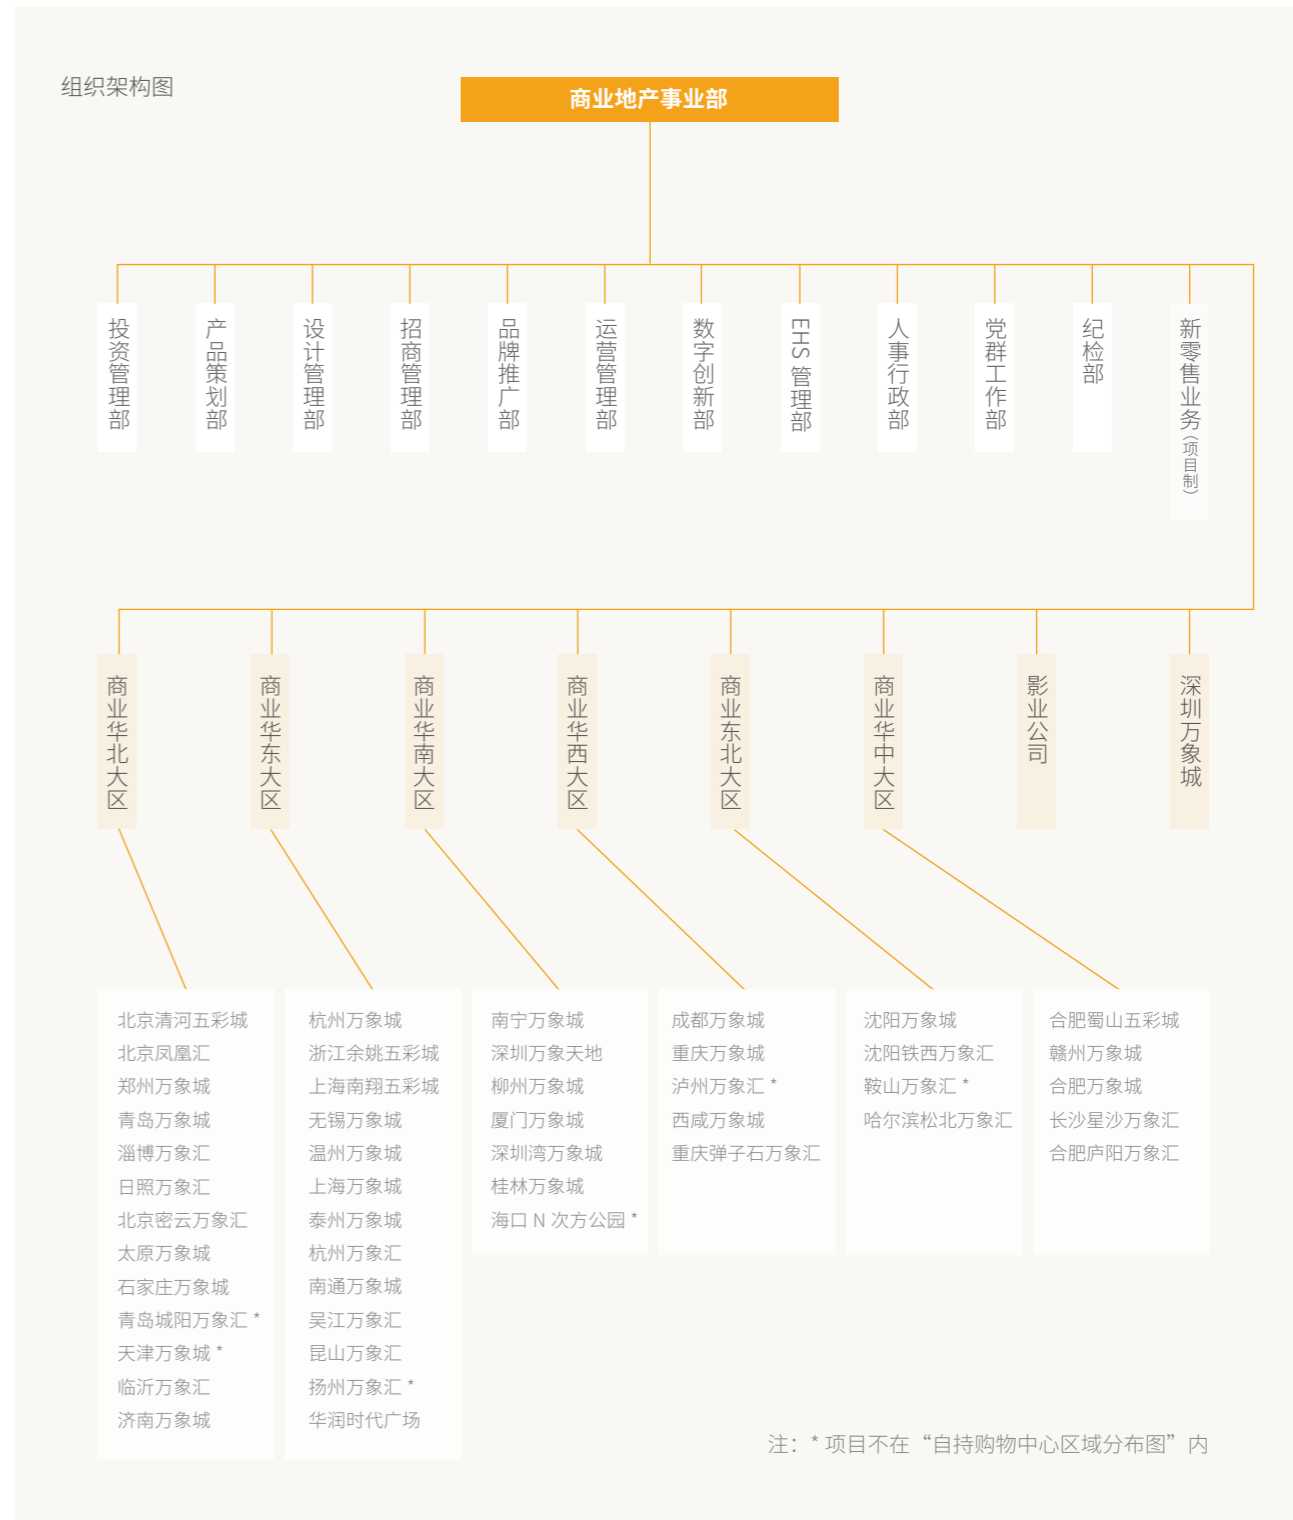 组织架构图
商业地产事业部
投资管理部
产品策划部
设计管理部
招商管理部
品牌推广部
运营管理部
数字创新部
EHS 管理部
人事行政部
党群工作部
纪检部
新零售业务（项目制）
商业华北大区
商业华东大区
商业华南大区
商业华西大区
商业东北大区
商业华中大区
影业公司
深圳万象城
北京清河五彩城
北京凤凰汇
郑州万象城
青岛万象城
淄博万象汇
日照万象汇
北京密云万象汇
太原万象城
石家庄万象城
青岛城阳万象汇 *
天津万象城 *
临沂万象汇
济南万象城
杭州万象城
浙江余姚五彩城
上海南翔五彩城
无锡万象城
温州万象城
上海万象城
泰州万象城
杭州万象汇
南通万象城
吴江万象汇
昆山万象汇
扬州万象汇 *
华润时代广场
南宁万象城
深圳万象天地
柳州万象城
厦门万象城
深圳湾万象城
桂林万象城
海口 N 次方公园 *
成都万象城
重庆万象城
泸州万象汇 *
西咸万象城
重庆弹子石万象汇
沈阳万象城
沈阳铁西万象汇
鞍山万象汇 *
哈尔滨松北万象汇
合肥蜀山五彩城
赣州万象城
合肥万象城
长沙星沙万象汇
合肥庐阳万象汇
注：* 项目不在“自持购物中心区域分布图”内